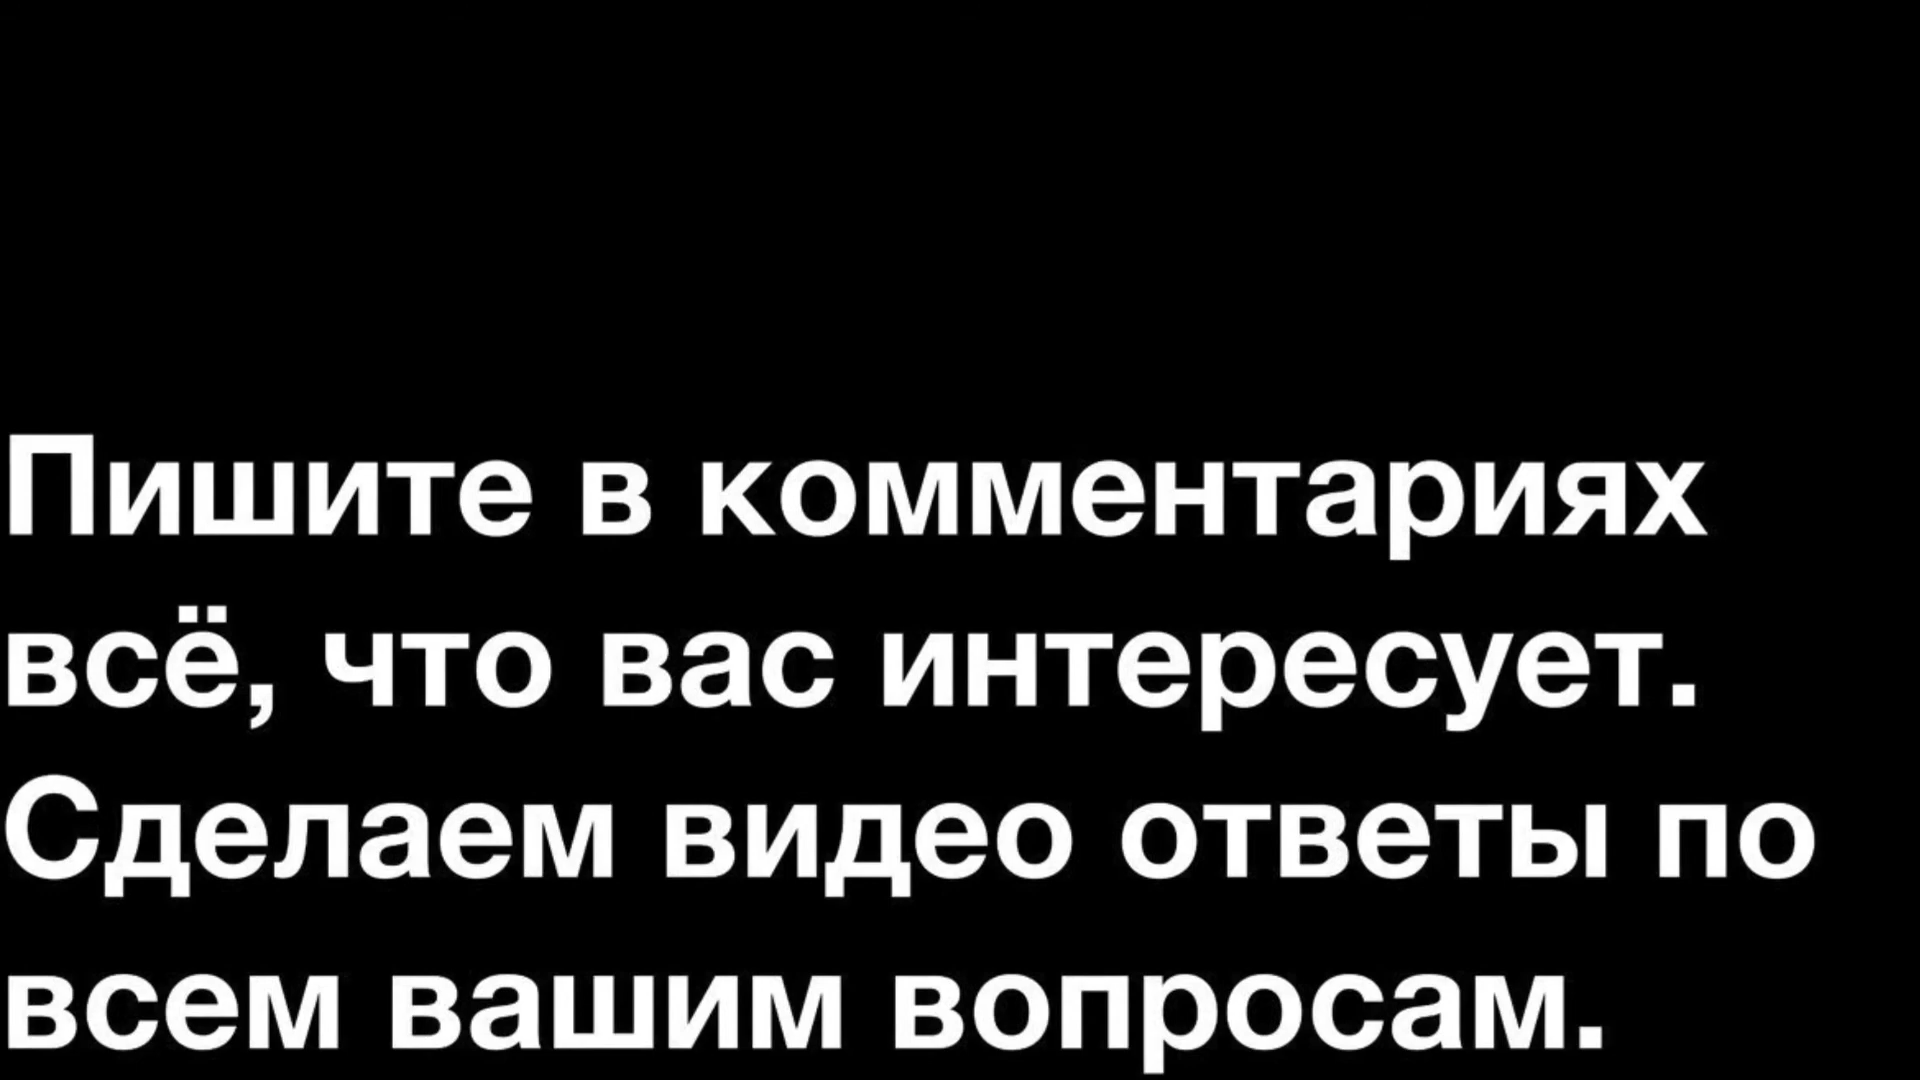 Пишите в комментариях
всё, что вас интересует.
Сделаем видео ответы по
всем вашим вопросам.